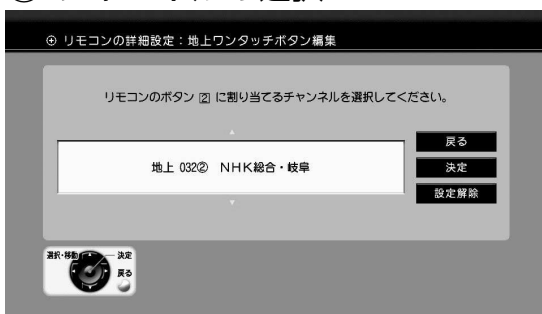 ⊕ リモコンの詳細設定：地上ワンタッチボタン編集
リモコンのボタン 2 に割り当てるチャンネルを選択してください。
戻る
地上 032② NHK総合・岐阜
決定
設定解除
選択・移動
決定
戻る